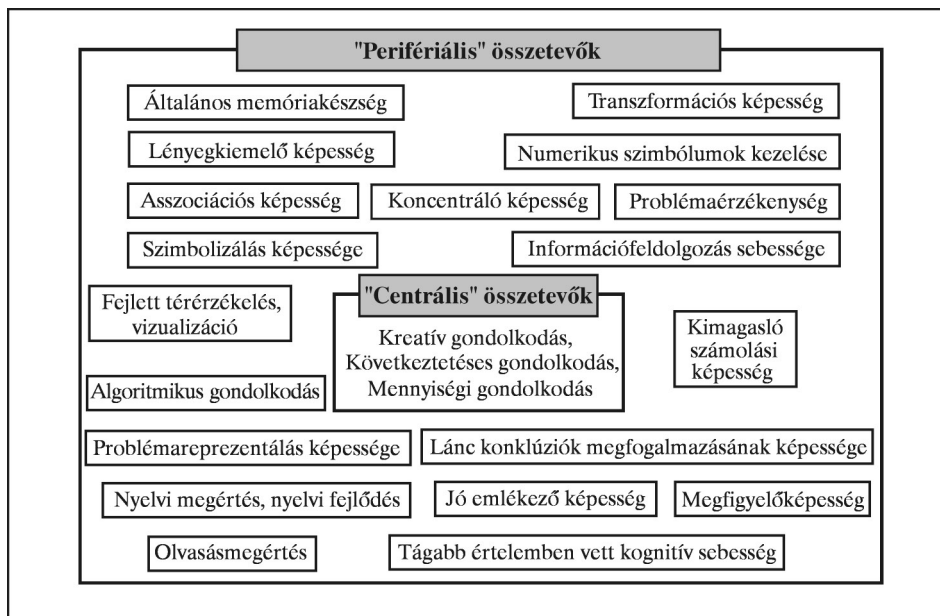 "Perifériális" összetevők
Általános memóriakészség
Transzformációs képesség
Lényegkiemelő képesség
Numerikus szimbólumok kezelése
Asszociációs képesség
Koncentráló képesség
Problémaérzékenység
Szimbolizálás képessége
Információfeldolgozás sebessége
"Centrális" összetevők
Fejlett térérzékelés,
vizualizáció
Kreatív gondolkodás,
Következtetéses gondolkodás,
Mennyiségi gondolkodás
Kimagasló
számolási
képesség
Algoritmikus gondolkodás
Problémareprezentálás képessége
Lánc konklúziók megfogalmazásának képessége
Nyelvi megértés, nyelvi fejlődés
Jó emlékező képesség
Megfigyelőképesség
Olvasásmegértés
Tágabb értelemben vett kognitív sebesség